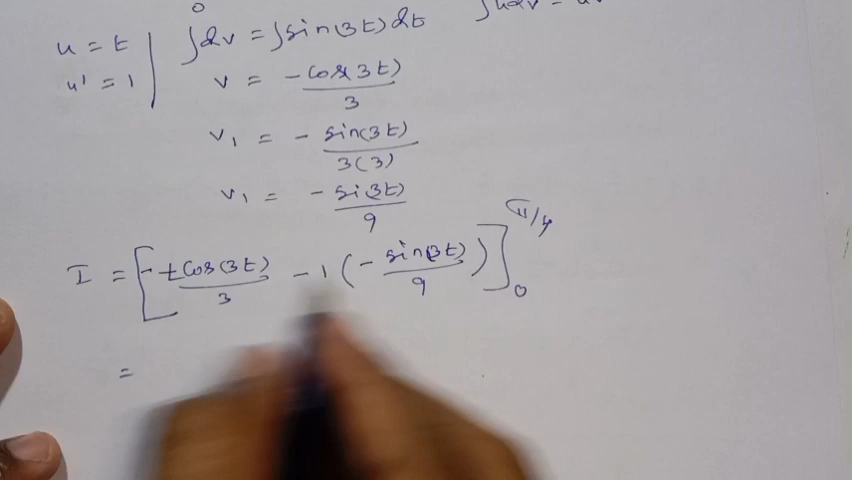 0
u = t | ∫dv = ∫sin(3t) dt ∫udv = u
u' = 1 | v = -cos(3t)/3
v₁ = - sin(3t)/3(3)
v₁ = - sin(3t)/9
I = [-t cos(3t)/3 - 1(- sin(3t)/9)]₀^(π/4)
=